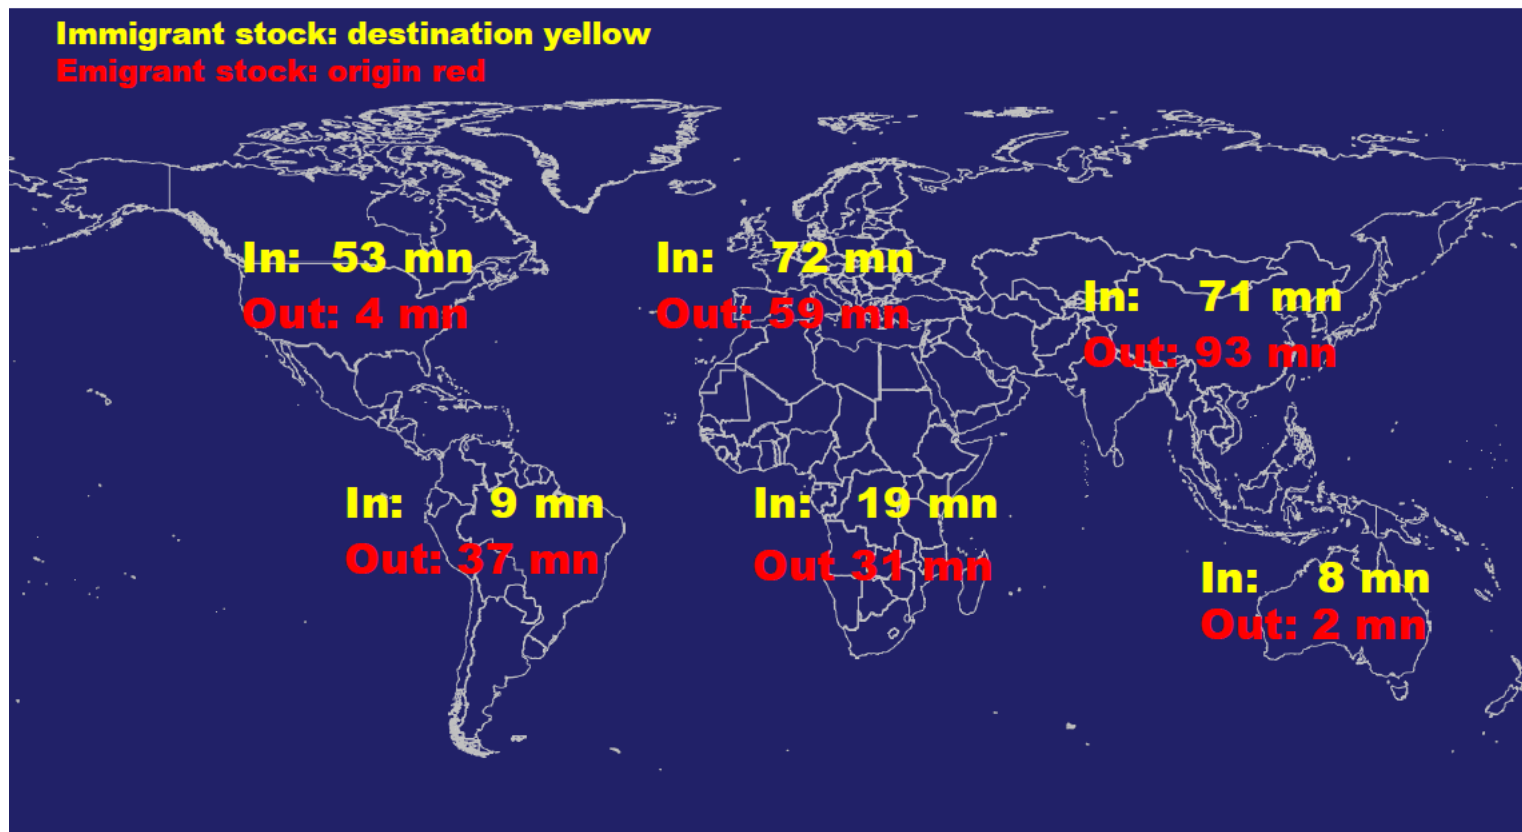 Immigrant stock: destination yellow
Emigrant stock: origin red
In: 53 mn
Out: 4 mn
In: 72 mn
Out: 59 mn
In: 71 mn
Out: 93 mn
In: 9 mn
Out: 37 mn
In: 19 mn
Out 31 mn
In: 8 mn
Out: 2 mn